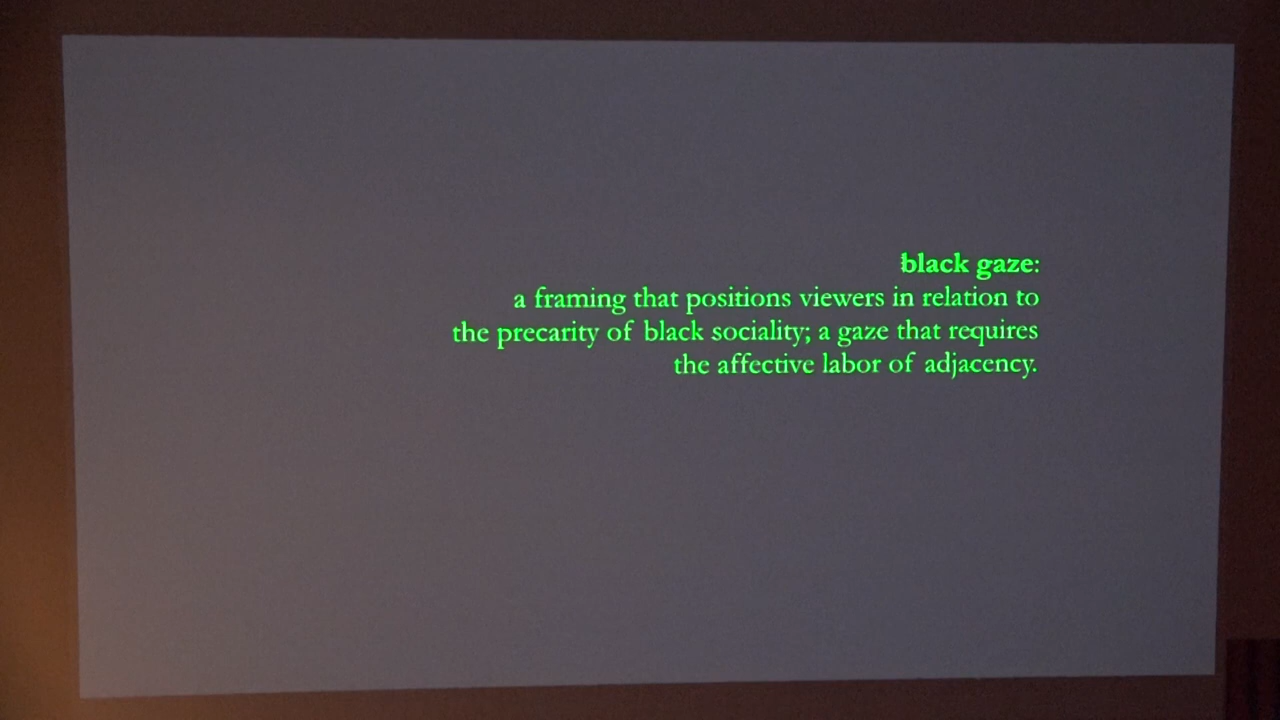 black gaze:
a framing that positions viewers in relation to
the precarity of black sociality; a gaze that requires
the affective labor of adjacency.